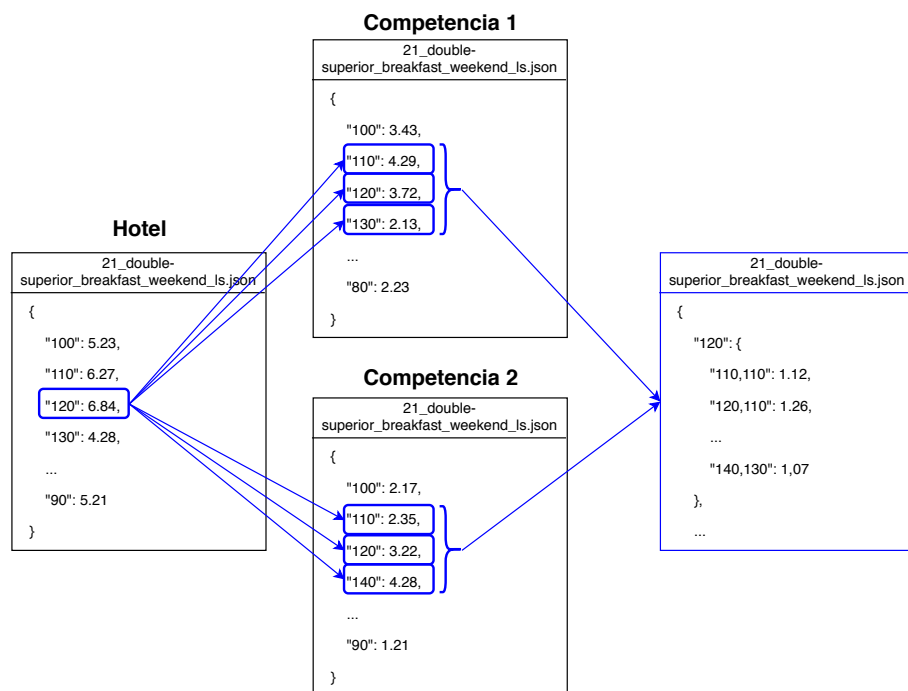 Competencia 1
21_double-
superior_breakfast_weekend_ls.json
{
"100": 3.43,
"110": 4.29,
"120": 3.72,
"130": 2.13,
...
"80": 2.23
}
Hotel
21_double-
superior_breakfast_weekend_ls.json
{
"100": 5.23,
"110": 6.27,
"120": 6.84,
"130": 4.28,
...
"90": 5.21
}
Competencia 2
21_double-
superior_breakfast_weekend_ls.json
{
"100": 2.17,
"110": 2.35,
"120": 3.22,
"140": 4.28,
...
"90": 1.21
}
21_double-
superior_breakfast_weekend_ls.json
{
"120": {
"110,110": 1.12,
"120,110": 1.26,
...
"140,130": 1,07
},
...